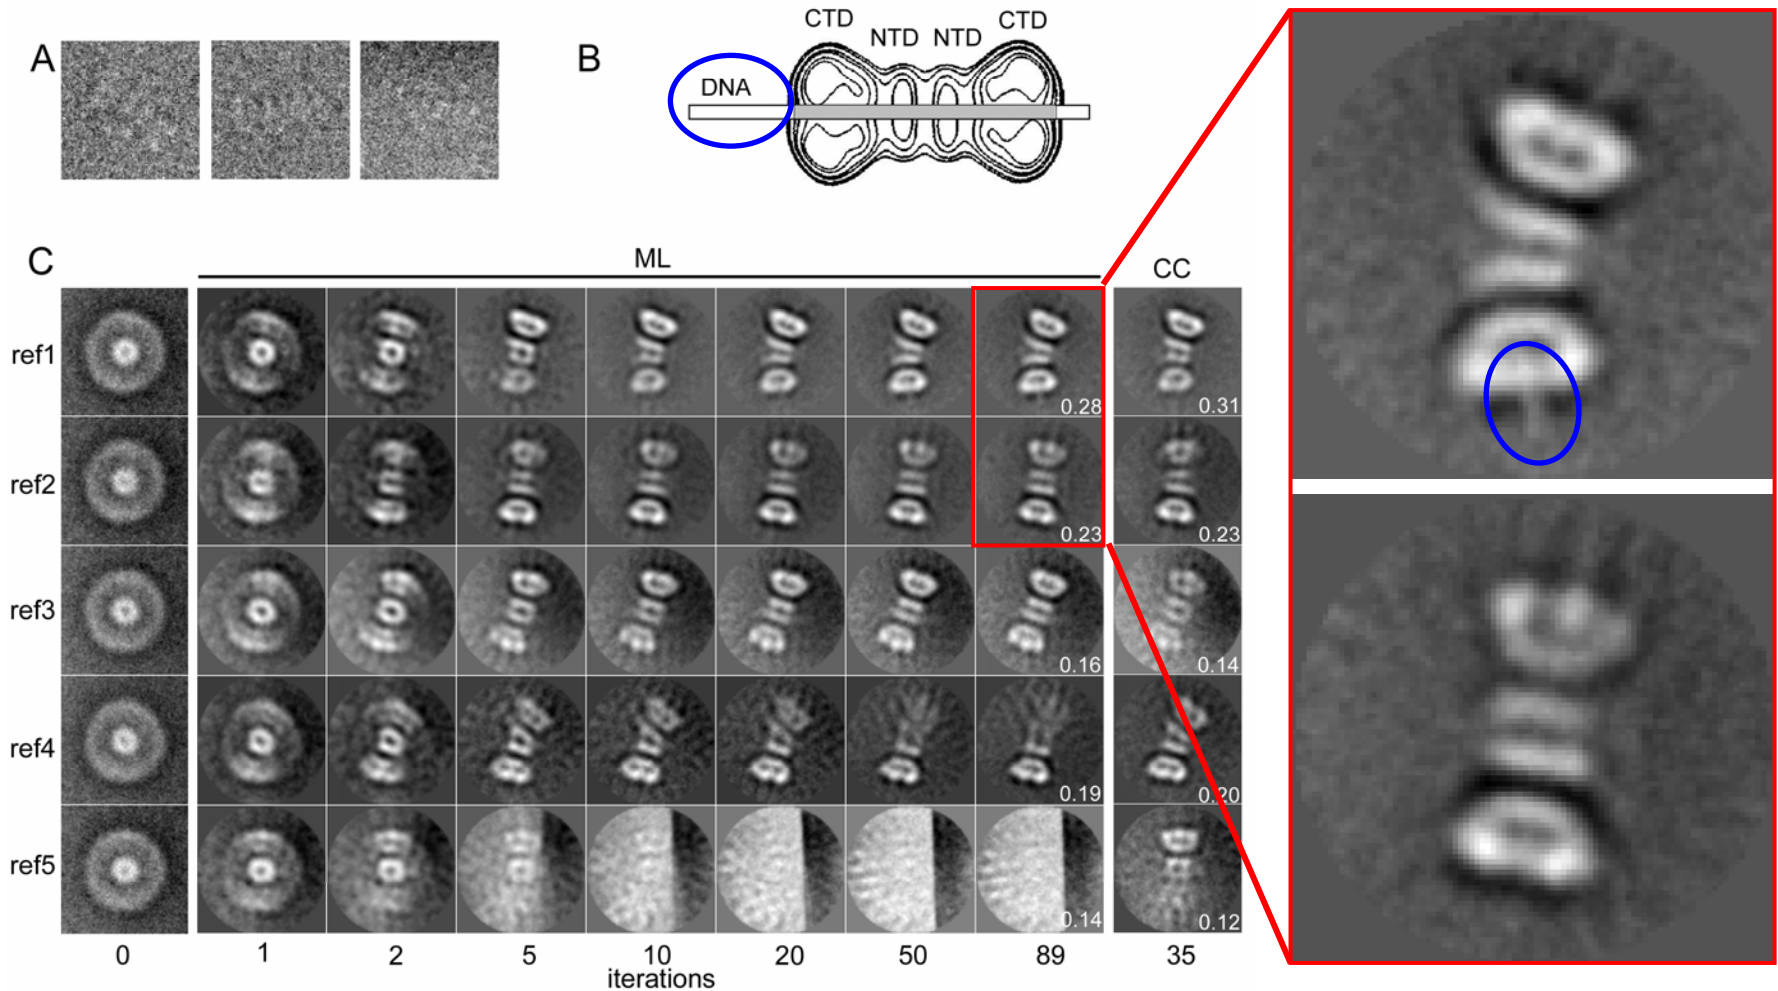 A
B
CTD
NTD
NTD
CTD
DNA
C
ML
CC
ref1
0.28
0.31
ref2
0.23
0.23
ref3
0.16
0.14
ref4
0.19
0.20
ref5
0.14
0.12
0 1 2 5 10 20 50 89 35
iterations